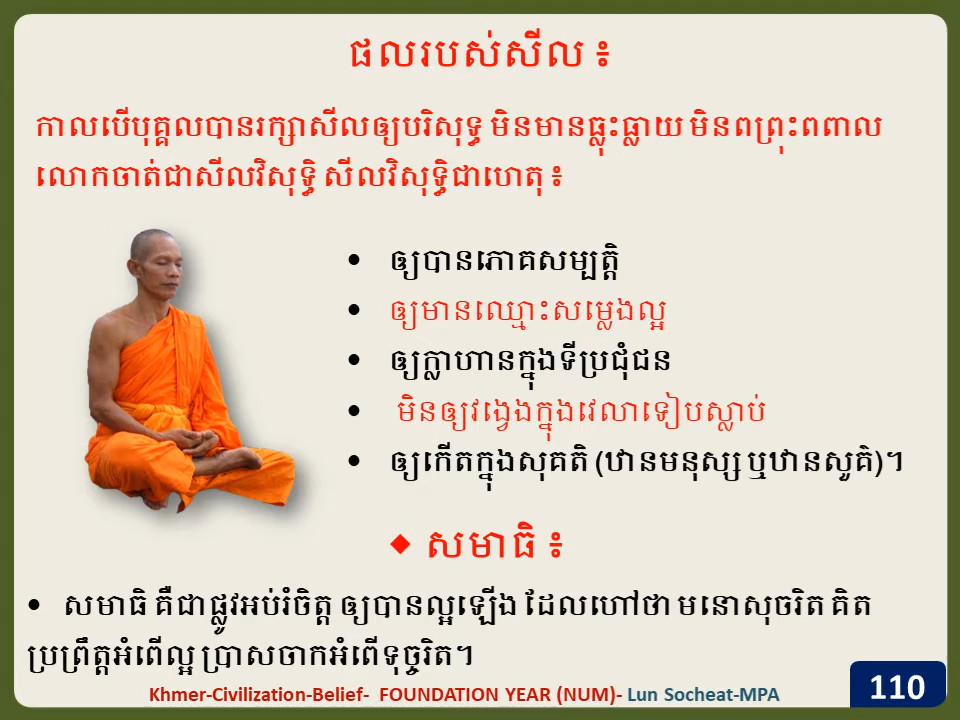 ផលរបស់សីល ៖
កាលបើបុគ្គលបានរក្សាសីលឲ្យបរិសុទ្ធ មិនមានធ្លុះធ្លាយ មិនពព្រុះពពាល
លោកចាត់ជាសីលវិសុទ្ធិ សីលវិសុទ្ធិជាហេតុ ៖
• ឲ្យបានភោគសម្បត្តិ
• ឲ្យមានឈ្មោះសម្លេងល្អ
• ឲ្យក្លាហានក្នុងទីប្រជុំជន
• មិនឲ្យវង្វេងក្នុងវេលាទៀបស្លាប់
• ឲ្យកើតក្នុងសុគតិ (ឋានមនុស្ស ឬឋានសួគ៌)។
◆ សមាធិ ៖
• សមាធិ គឺជាផ្លូវអប់រំចិត្ត ឲ្យបានល្អឡើង ដែលហៅថា មនោសុចរិត គិត
ប្រព្រឹត្តអំពើល្អ ប្រាសចាកអំពើទុច្ចរិត។
Khmer-Civilization-Belief- FOUNDATION YEAR (NUM)- Lun Socheat-MPA
110